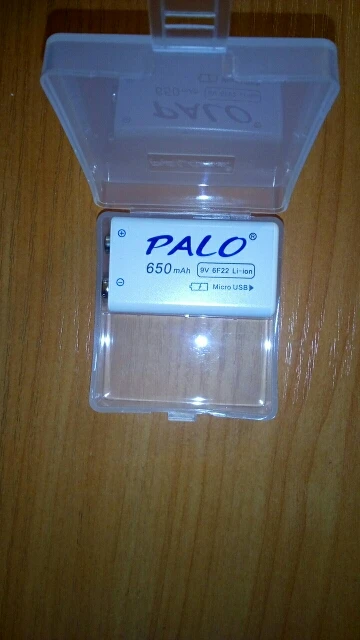 PALO®
650mAh 9V 6F22 Li-ion
Micro USB